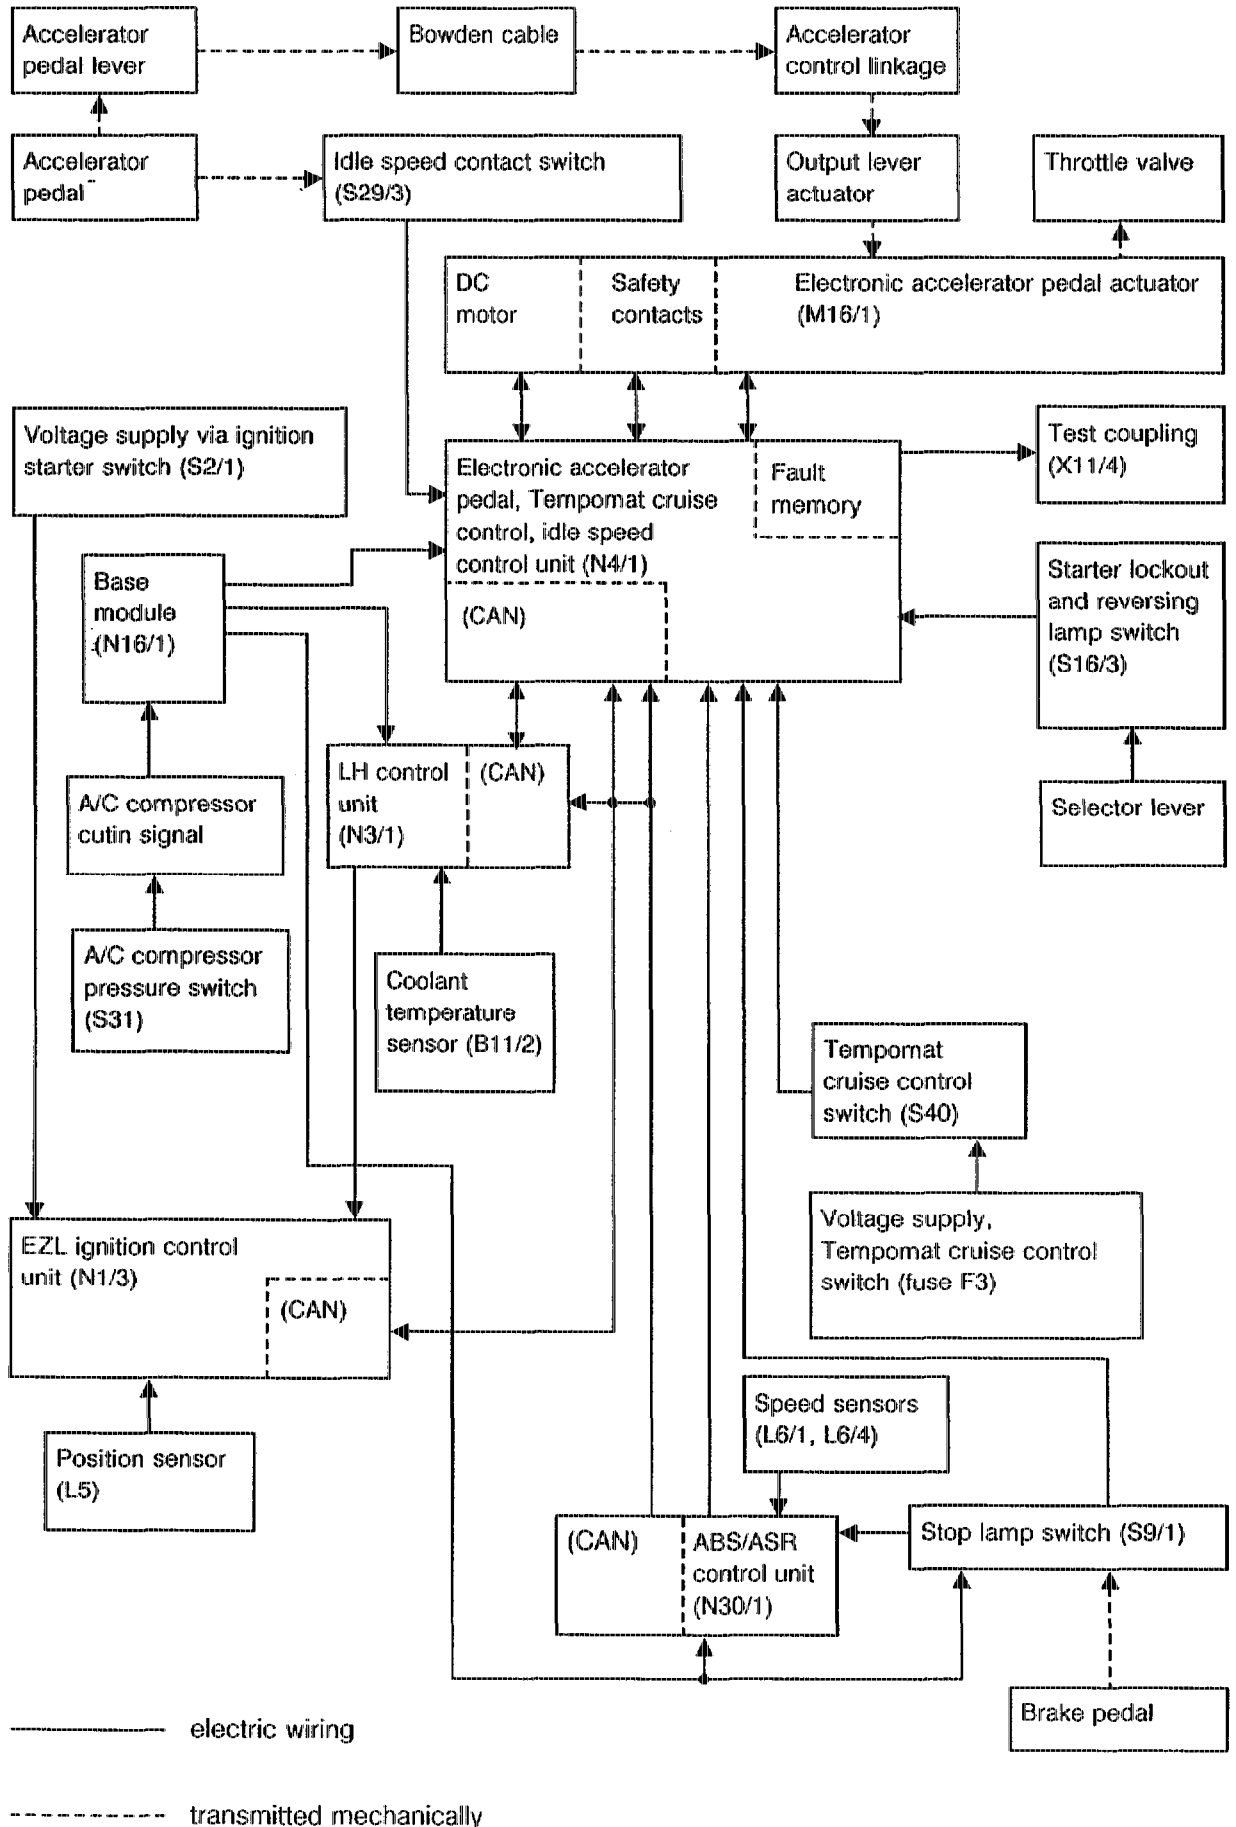 Accelerator
pedal lever
Bowden cable
Accelerator
control linkage
Accelerator
pedal
Idle speed contact switch
(S29/3)
Output lever
actuator
Throttle valve
DC
motor
Safety
contacts
Electronic accelerator pedal actuator
(M16/1)
Voltage supply via ignition
starter switch (S2/1)
Electronic accelerator
pedal, Tempomat cruise
control, idle speed
control unit (N4/1)
(CAN)
Fault
memory
Test coupling
(X11/4)
Base
module
(N16/1)
Starter lockout
and reversing
lamp switch
(S16/3)
LH control
unit
(N3/1)
(CAN)
A/C compressor
cutin signal
Selector lever
A/C compressor
pressure switch
(S31)
Coolant
temperature
sensor (B11/2)
Tempomat
cruise control
switch (S40)
Voltage supply,
Tempomat cruise control
switch (fuse F3)
EZL ignition control
unit (N1/3)
(CAN)
Speed sensors
(L6/1, L6/4)
Position sensor
(L5)
(CAN)
ABS/ASR
control unit
(N30/1)
Stop lamp switch (S9/1)
Brake pedal
electric wiring
transmitted mechanically